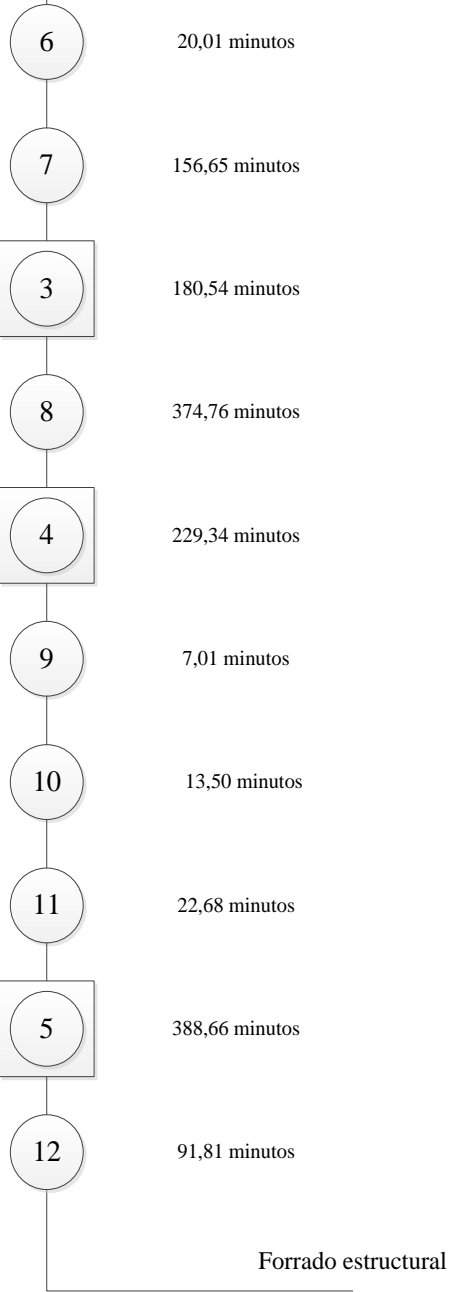 6 20,01 minutos
7 156,65 minutos
3 180,54 minutos
8 374,76 minutos
4 229,34 minutos
9 7,01 minutos
10 13,50 minutos
11 22,68 minutos
5 388,66 minutos
12 91,81 minutos
Forrado estructural